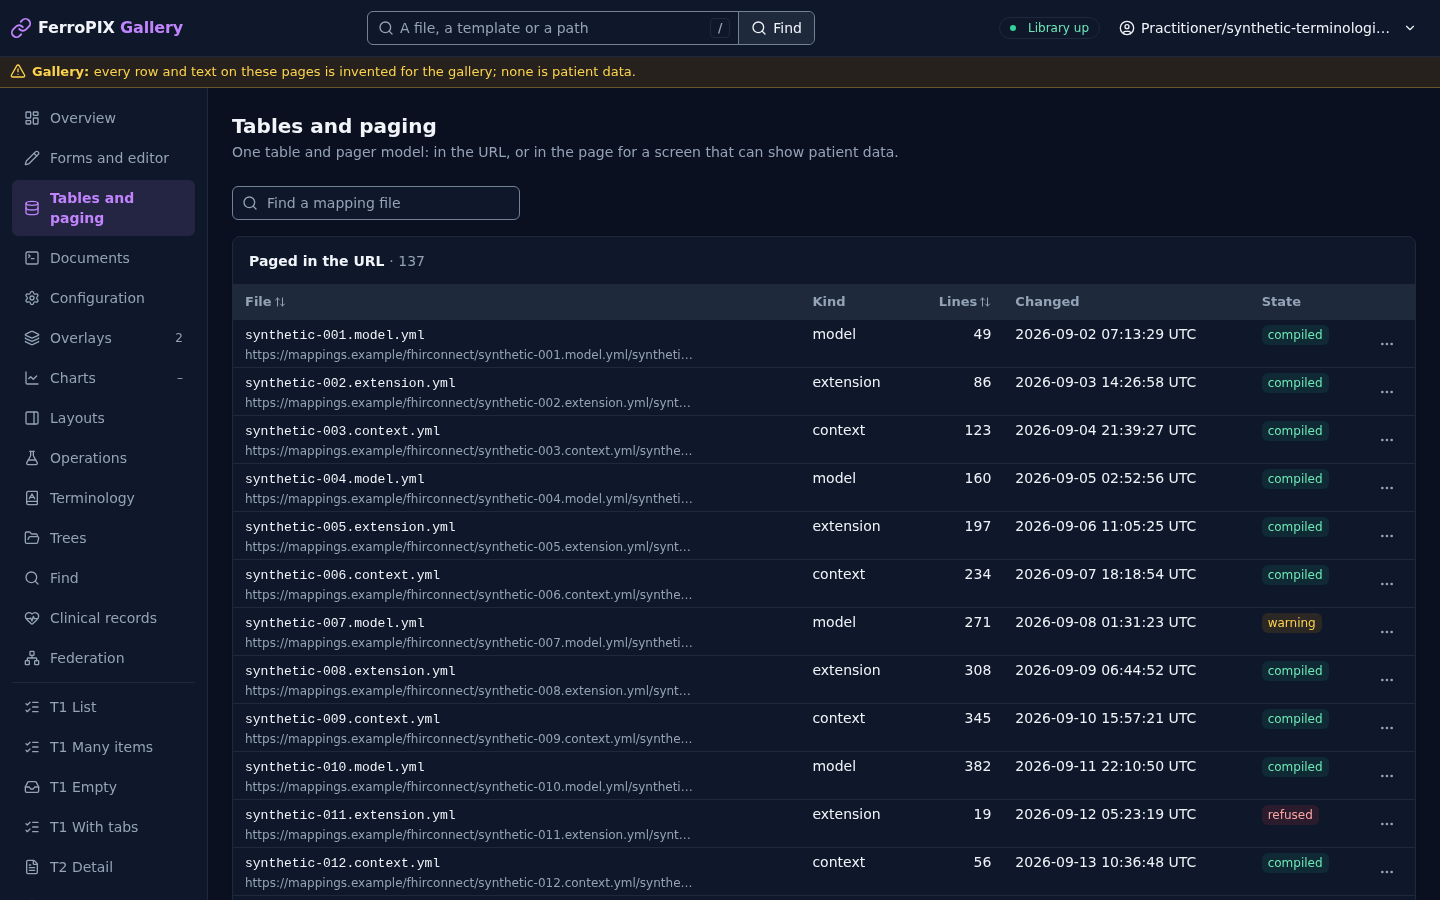 FerroPIX Gallery
A file, a template or a path
/
Find
Library up
Practitioner/synthetic-terminologi...
Gallery: every row and text on these pages is invented for the gallery; none is patient data.
Overview
Forms and editor
Tables and
paging
Documents
Configuration
Overlays 2
Charts –
Layouts
Operations
Terminology
Trees
Find
Clinical records
Federation
T1 List
T1 Many items
T1 Empty
T1 With tabs
T2 Detail
Tables and paging
One table and pager model: in the URL, or in the page for a screen that can show patient data.
Find a mapping file
Paged in the URL · 137
File Kind Lines Changed State
synthetic-001.model.yml model 49 2026-09-02 07:13:29 UTC compiled
https://mappings.example/fhirconnect/synthetic-001.model.yml/syntheti...
synthetic-002.extension.yml extension 86 2026-09-03 14:26:58 UTC compiled
https://mappings.example/fhirconnect/synthetic-002.extension.yml/synt...
synthetic-003.context.yml context 123 2026-09-04 21:39:27 UTC compiled
https://mappings.example/fhirconnect/synthetic-003.context.yml/synthe...
synthetic-004.model.yml model 160 2026-09-05 02:52:56 UTC compiled
https://mappings.example/fhirconnect/synthetic-004.model.yml/syntheti...
synthetic-005.extension.yml extension 197 2026-09-06 11:05:25 UTC compiled
https://mappings.example/fhirconnect/synthetic-005.extension.yml/synt...
synthetic-006.context.yml context 234 2026-09-07 18:18:54 UTC compiled
https://mappings.example/fhirconnect/synthetic-006.context.yml/synthe...
synthetic-007.model.yml model 271 2026-09-08 01:31:23 UTC warning
https://mappings.example/fhirconnect/synthetic-007.model.yml/syntheti...
synthetic-008.extension.yml extension 308 2026-09-09 06:44:52 UTC compiled
https://mappings.example/fhirconnect/synthetic-008.extension.yml/synt...
synthetic-009.context.yml context 345 2026-09-10 15:57:21 UTC compiled
https://mappings.example/fhirconnect/synthetic-009.context.yml/synthe...
synthetic-010.model.yml model 382 2026-09-11 22:10:50 UTC compiled
https://mappings.example/fhirconnect/synthetic-010.model.yml/syntheti...
synthetic-011.extension.yml extension 19 2026-09-12 05:23:19 UTC refused
https://mappings.example/fhirconnect/synthetic-011.extension.yml/synt...
synthetic-012.context.yml context 56 2026-09-13 10:36:48 UTC compiled
https://mappings.example/fhirconnect/synthetic-012.context.yml/synthe...